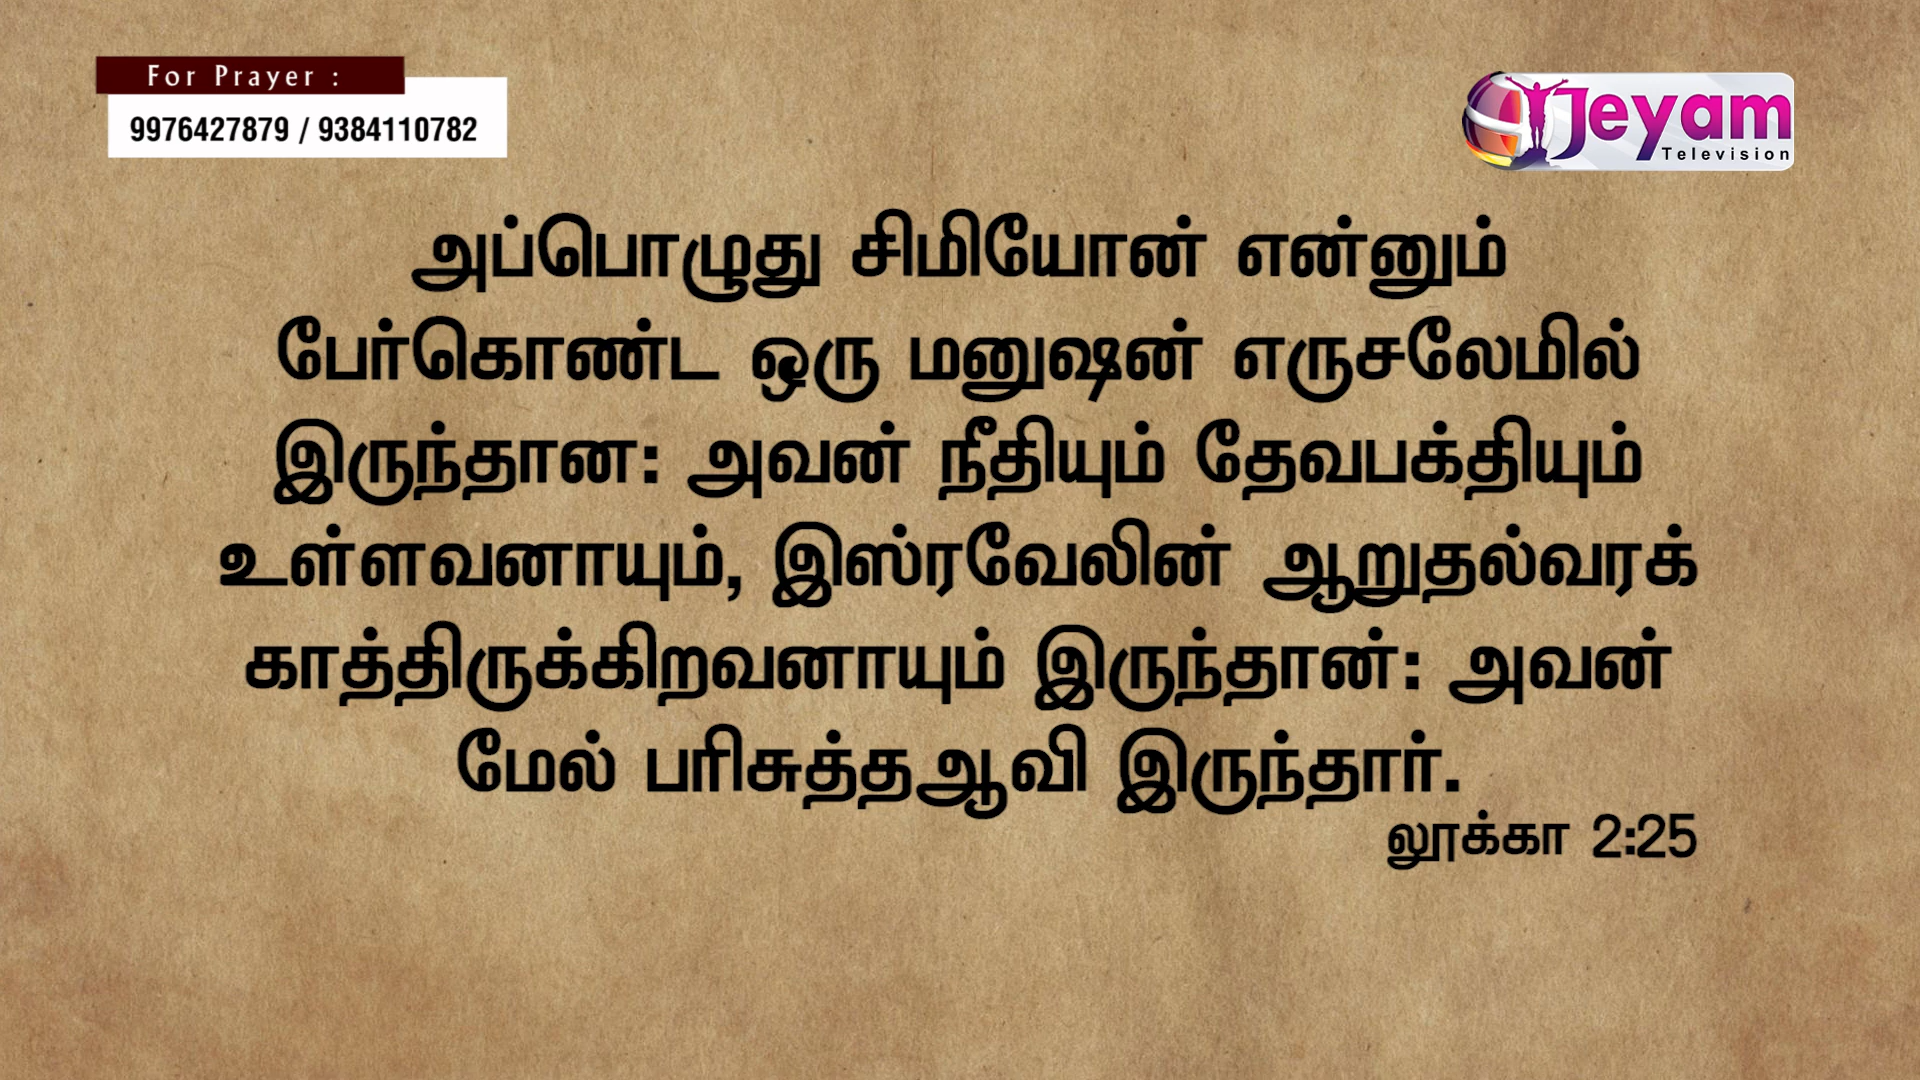 For Prayer :
9976427879 / 9384110782
Jeyam
Television
அப்பொழுது சிமியோன் என்னும்
பேர்கொண்ட ஒரு மனுஷன் எருசலேமில்
இருந்தான: அவன் நீதியும் தேவபக்தியும்
உள்ளவனாயும், இஸ்ரவேலின் ஆறுதல்வரக்
காத்திருக்கிறவனாயும் இருந்தான்: அவன்
மேல் பரிசுத்தஆவி இருந்தார்.
லூக்கா 2:25